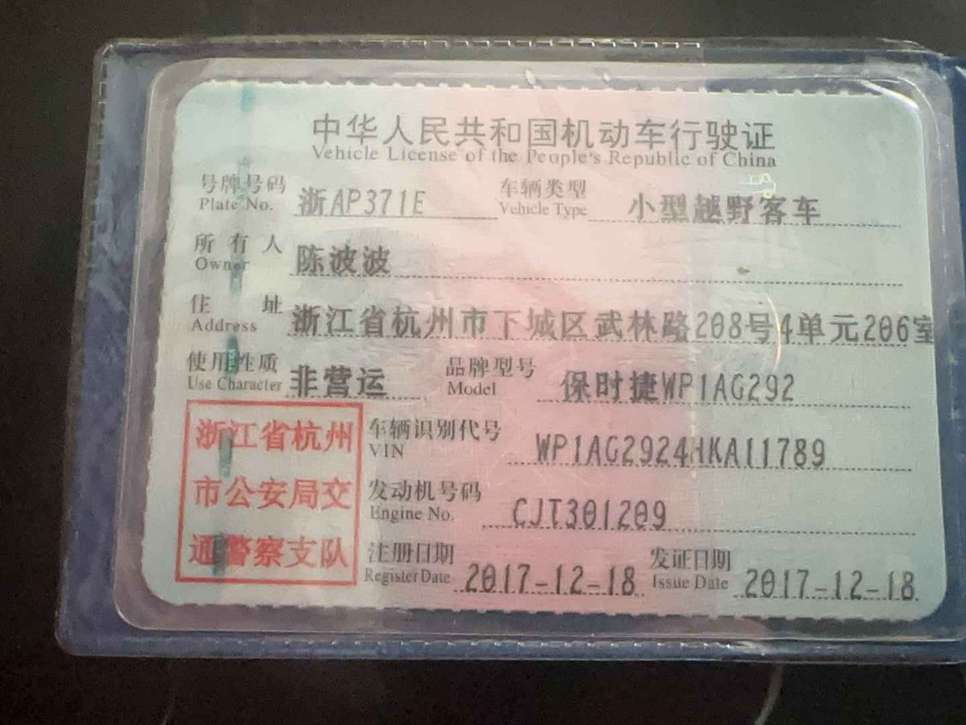 中华人民共和国机动车行驶证
Vehicle License of the People's Republic of China
号牌号码 浙AP371E 车辆类型 小型越野客车
Plate No. Vehicle Type
所有人 陈波波
Owner
住址 浙江省杭州市下城区武林路208号4单元206室
Address
使用性质 非营运 品牌型号 保时捷WP1AG292
Use Character Model
浙江省杭州 车辆识别代号 WP1AG2924HKA11789
VIN
市公安局交 发动机号码 CJT301209
Engine No.
通警察支队 注册日期 2017-12-18 发证日期 2017-12-18
Register Date Issue Date